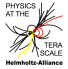 PHYSICS
AT THE
TERA
SCALE
Helmholtz-Alliance